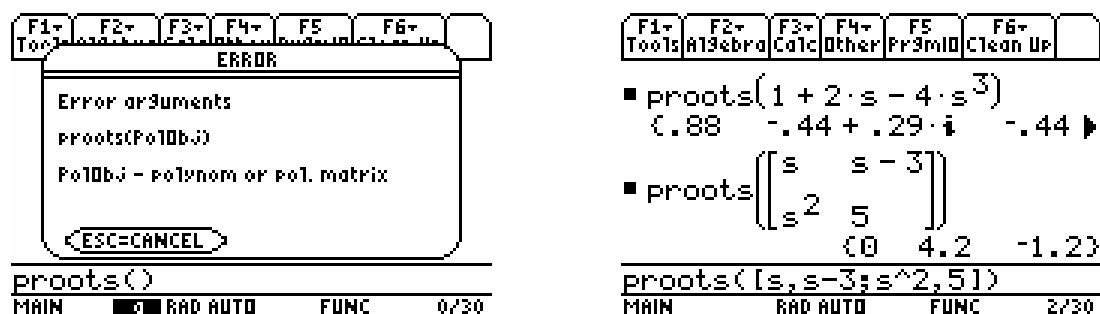 F1 F2 F3 F4 F5 F6
ERROR
Error arguments
proots(PolObj)
PolObj - polynom or pol. matrix
ESC=CANCEL
proots()
MAIN RAD AUTO FUNC 0/30
F1 F2 F3 F4 F5 F6
Tools Algebra Calc Other PrgmIO Clean Up
proots(1 + 2·s - 4·s³)
{.88 -.44 + .29·i -.44
proots([s s - 3
s² 5])
{0 4.2 -1.2}
proots([s,s-3;s^2,5])
MAIN RAD AUTO FUNC 2/30